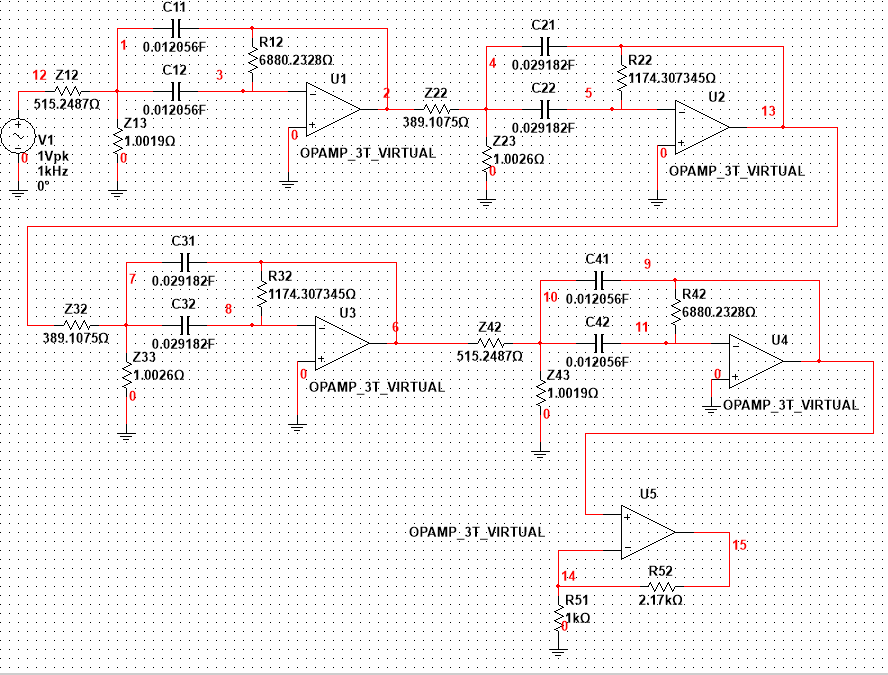 C11
1
0.012056F
R12
6880.2328Ω
12
Z12
515.2487Ω
C12
3
0.012056F
U1
2
Z13
1.0019Ω
0
V1
1Vpk
1kHz
0°
0
0
OPAMP_3T_VIRTUAL
C21
4
0.029182F
R22
1174.307345Ω
Z22
389.1075Ω
C22
5
0.029182F
U2
13
Z23
1.0026Ω
0
0
OPAMP_3T_VIRTUAL
C31
7
0.029182F
R32
1174.307345Ω
Z32
389.1075Ω
C32
8
0.029182F
U3
6
Z33
1.0026Ω
0
0
OPAMP_3T_VIRTUAL
C41
9
10
0.012056F
R42
6880.2328Ω
Z42
515.2487Ω
C42
11
0.012056F
U4
Z43
1.0019Ω
0
0
OPAMP_3T_VIRTUAL
U5
OPAMP_3T_VIRTUAL
15
14
R52
2.17kΩ
R51
1kΩ
0